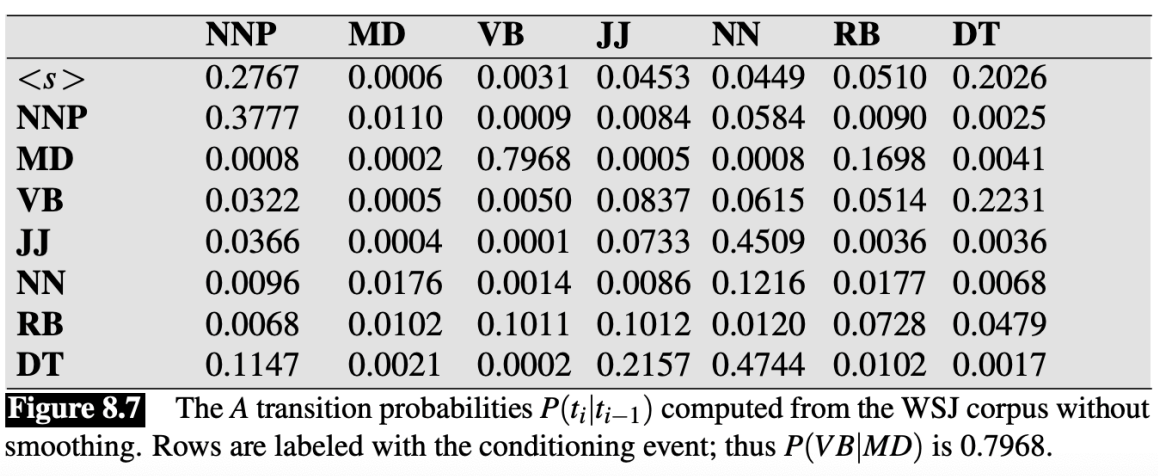 NNP MD VB JJ NN RB DT
<s> 0.2767 0.0006 0.0031 0.0453 0.0449 0.0510 0.2026
NNP 0.3777 0.0110 0.0009 0.0084 0.0584 0.0090 0.0025
MD 0.0008 0.0002 0.7968 0.0005 0.0008 0.1698 0.0041
VB 0.0322 0.0005 0.0050 0.0837 0.0615 0.0514 0.2231
JJ 0.0366 0.0004 0.0001 0.0733 0.4509 0.0036 0.0036
NN 0.0096 0.0176 0.0014 0.0086 0.1216 0.0177 0.0068
RB 0.0068 0.0102 0.1011 0.1012 0.0120 0.0728 0.0479
DT 0.1147 0.0021 0.0002 0.2157 0.4744 0.0102 0.0017
Figure 8.7 The A transition probabilities P(tᵢ|tᵢ₋₁) computed from the WSJ corpus without
smoothing. Rows are labeled with the conditioning event; thus P(VB|MD) is 0.7968.